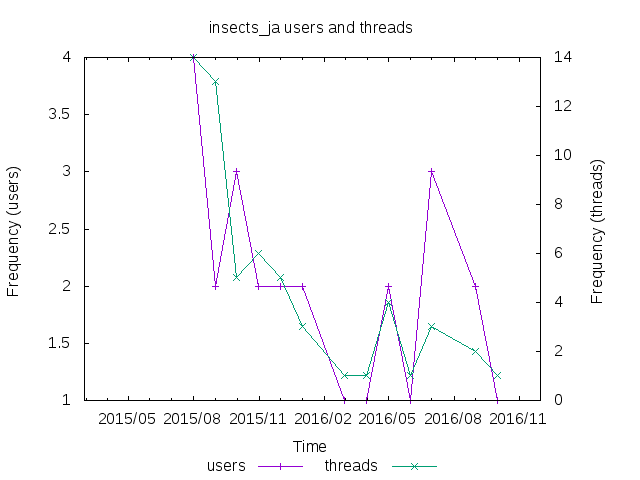 insects_ja users and threads
4
3.5
3
2.5
2
1.5
1
14
12
10
8
6
4
2
0
Frequency (users)
Frequency (threads)
2015/05 2015/08 2015/11 2016/02 2016/05 2016/08 2016/11
Time
users threads